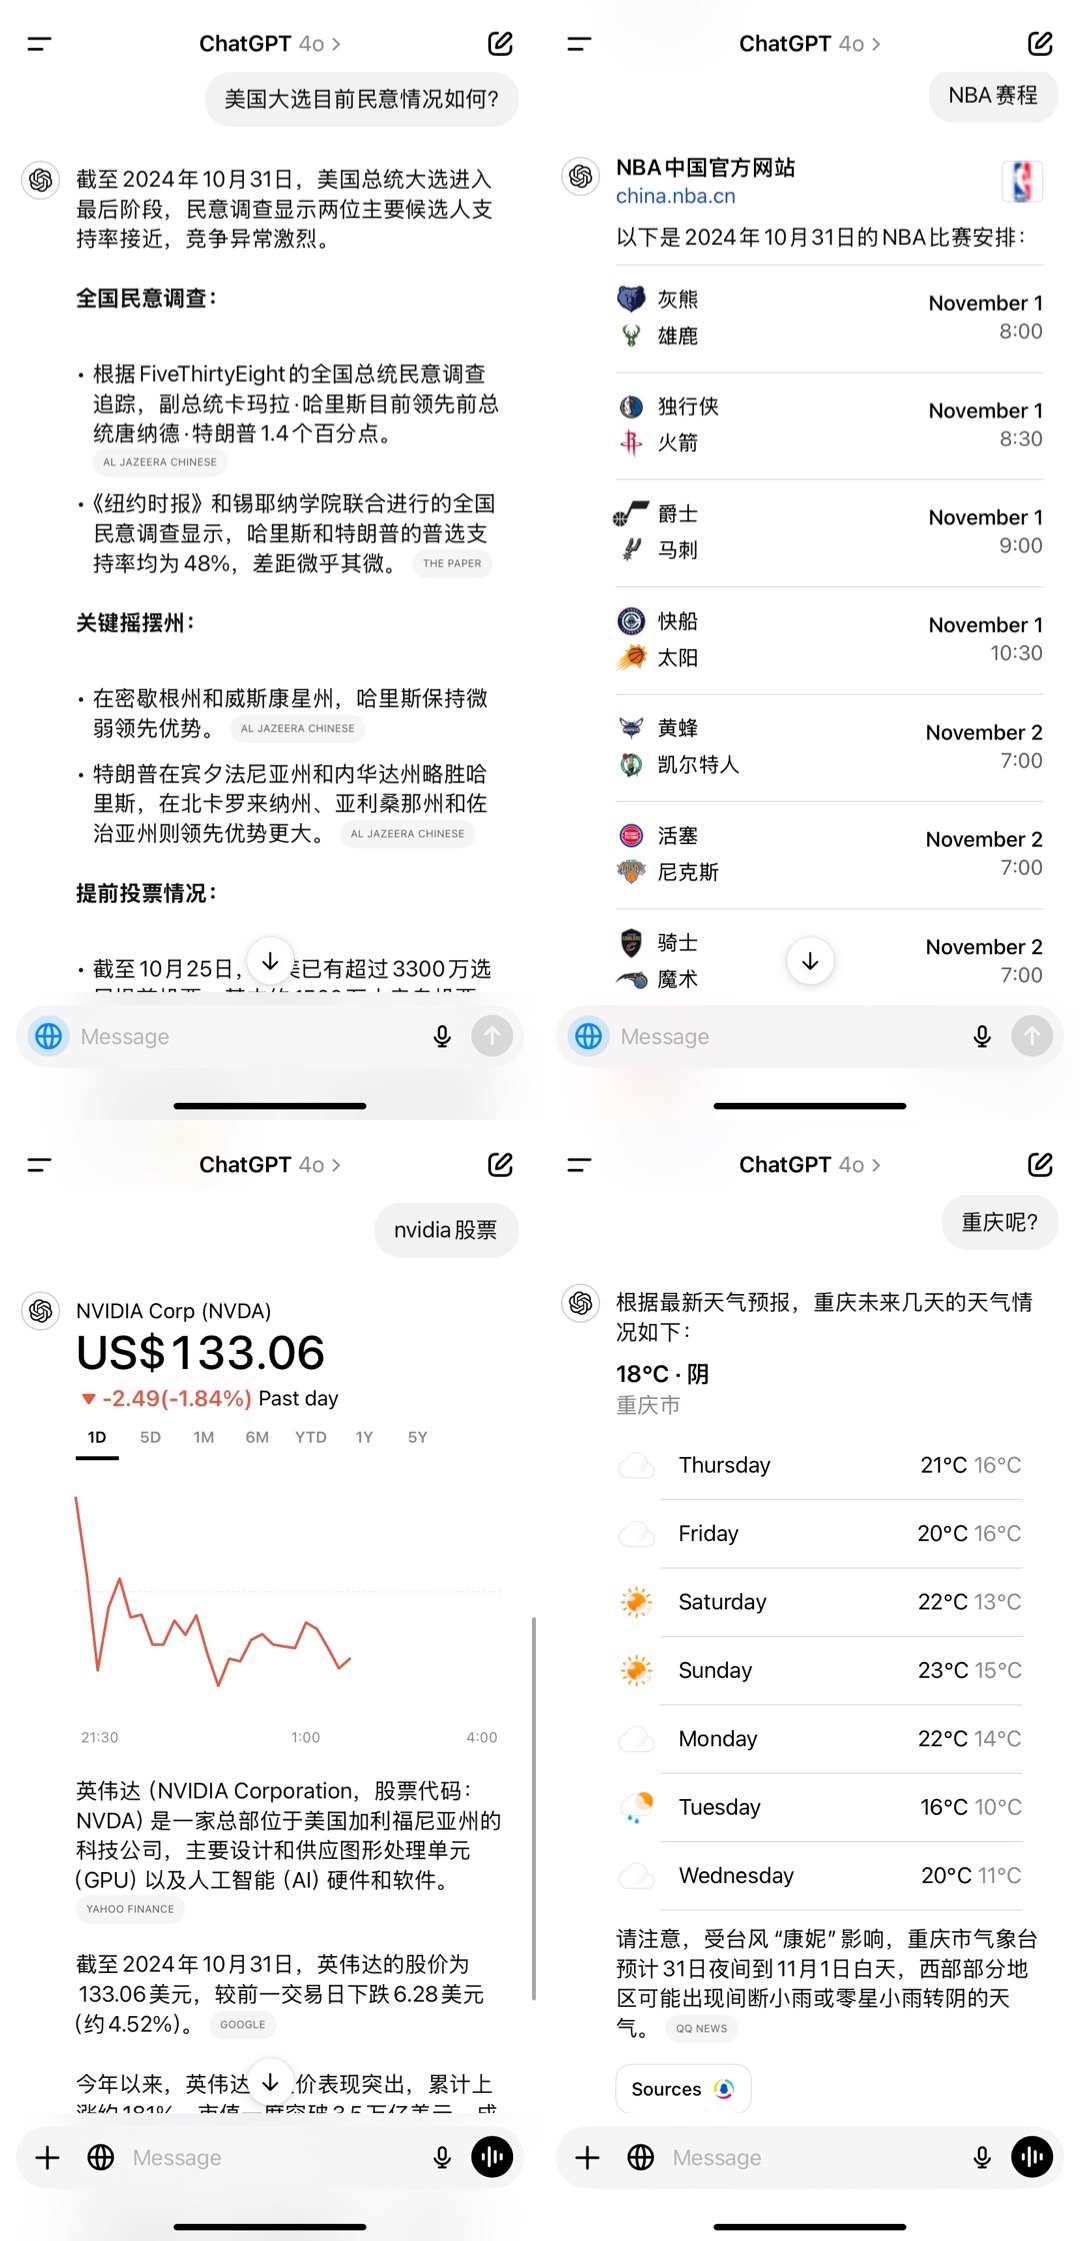 ChatGPT 4o >
美国大选目前民意情况如何?
截至2024年10月31日，美国总统大选进入
最后阶段，民意调查显示两位主要候选人支
持率接近，竞争异常激烈。
全国民意调查：
• 根据FiveThirtyEight的全国总统民意调查
追踪，副总统卡玛拉·哈里斯目前领先前总
统唐纳德·特朗普1.4个百分点。
AL JAZEERA CHINESE
• 《纽约时报》和锡耶纳学院联合进行的全国
民意调查显示，哈里斯和特朗普的普选支
持率均为48%，差距微乎其微。 THE PAPER
关键摇摆州：
• 在密歇根州和威斯康星州，哈里斯保持微
弱领先优势。 AL JAZEERA CHINESE
• 特朗普在宾夕法尼亚州和内华达州略胜哈
里斯，在北卡罗来纳州、亚利桑那州和佐
治亚州则领先优势更大。 AL JAZEERA CHINESE
提前投票情况：
• 截至10月25日， 已有超过3300万选
Message
ChatGPT 4o >
NBA赛程
NBA中国官方网站
china.nba.cn
以下是2024年10月31日的NBA比赛安排：
灰熊
November 1
雄鹿
8:00
独行侠
November 1
火箭
8:30
爵士
November 1
马刺
9:00
快船
November 1
太阳
10:30
黄蜂
November 2
凯尔特人
7:00
活塞
November 2
尼克斯
7:00
骑士
November 2
魔术
7:00
Message
ChatGPT 4o >
nvidia股票
NVIDIA Corp (NVDA)
US$133.06
▼ -2.49(-1.84%) Past day
1D 5D 1M 6M YTD 1Y 5Y
21:30 1:00 4:00
英伟达（NVIDIA Corporation，股票代码：
NVDA）是一家总部位于美国加利福尼亚州的
科技公司，主要设计和供应图形处理单元
（GPU）以及人工智能（AI）硬件和软件。
YAHOO FINANCE
截至2024年10月31日，英伟达的股价为
133.06美元，较前一交易日下跌6.28美元
(约4.52%)。 GOOGLE
今年以来，英伟达 价表现突出，累计上
Message
ChatGPT 4o >
重庆呢?
根据最新天气预报，重庆未来几天的天气情
况如下：
18°C · 阴
重庆市
Thursday 21°C 16°C
Friday 20°C 16°C
Saturday 22°C 13°C
Sunday 23°C 15°C
Monday 22°C 14°C
Tuesday 16°C 10°C
Wednesday 20°C 11°C
请注意，受台风“康妮”影响，重庆市气象台
预计31日夜间到11月1日白天，西部部分地
区可能出现间断小雨或零星小雨转阴的天
气。 QQ NEWS
Sources
Message